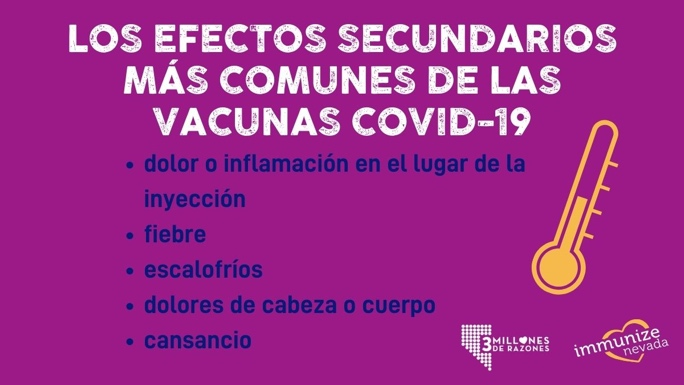 LOS EFECTOS SECUNDARIOS
MÁS COMUNES DE LAS
VACUNAS COVID-19
• dolor o inflamación en el lugar de la
inyección
• fiebre
• escalofríos
• dolores de cabeza o cuerpo
• cansancio
3 MILLONES
DE RAZONES
immunize
nevada